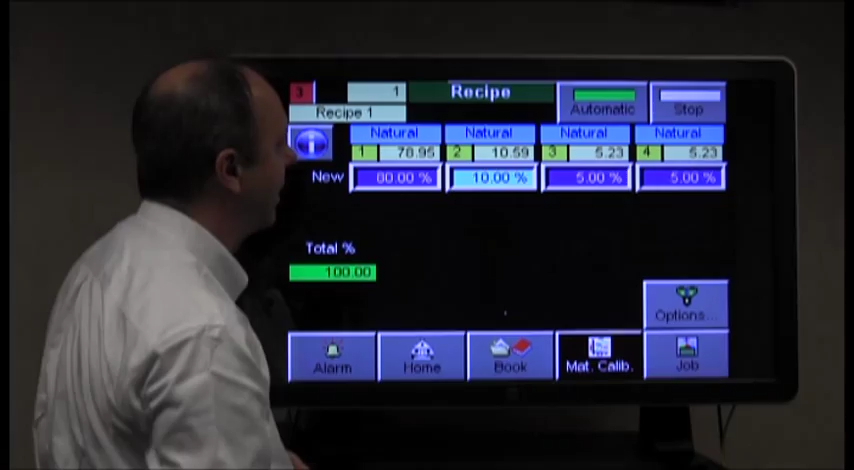 3 1 Recipe Automatic Stop
Recipe 1
Natural Natural Natural Natural
1 78.95 2 10.59 3 5.23 4 5.23
New 80.00 % 10.00 % 5.00 % 5.00 %
Total %
100.00
Options...
Alarm Home Book Mat. Calib. Job